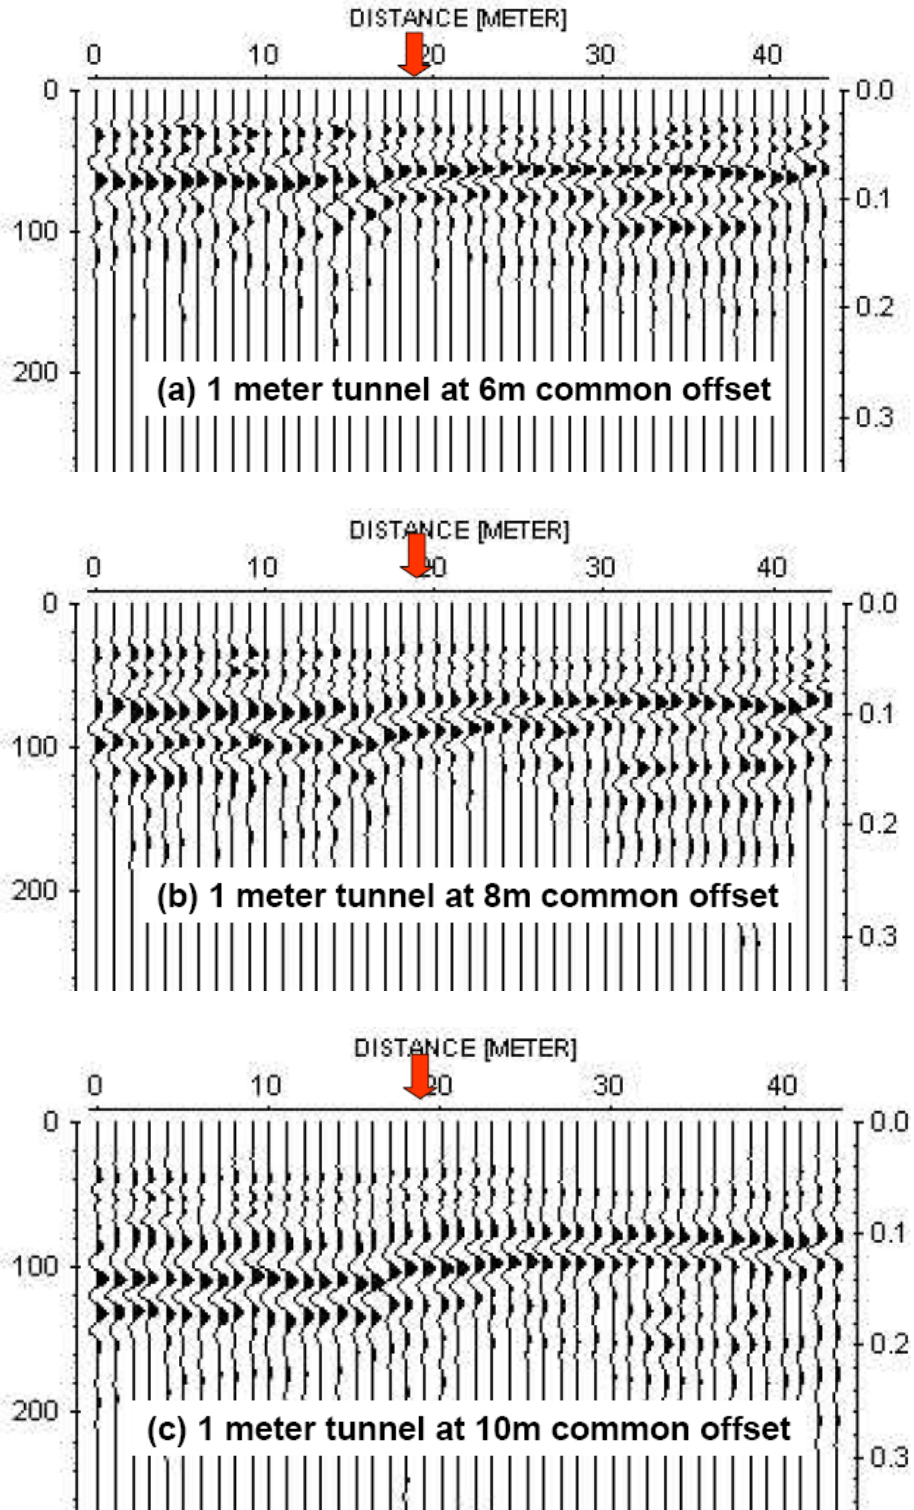 DISTANCE [METER]
0 10 20 30 40
0 0.0
0.1
100
0.2
200
0.3
(a) 1 meter tunnel at 6m common offset
DISTANCE [METER]
0 10 20 30 40
0 0.0
0.1
100
0.2
200
0.3
(b) 1 meter tunnel at 8m common offset
DISTANCE [METER]
0 10 20 30 40
0 0.0
0.1
100
0.2
200
0.3
(c) 1 meter tunnel at 10m common offset